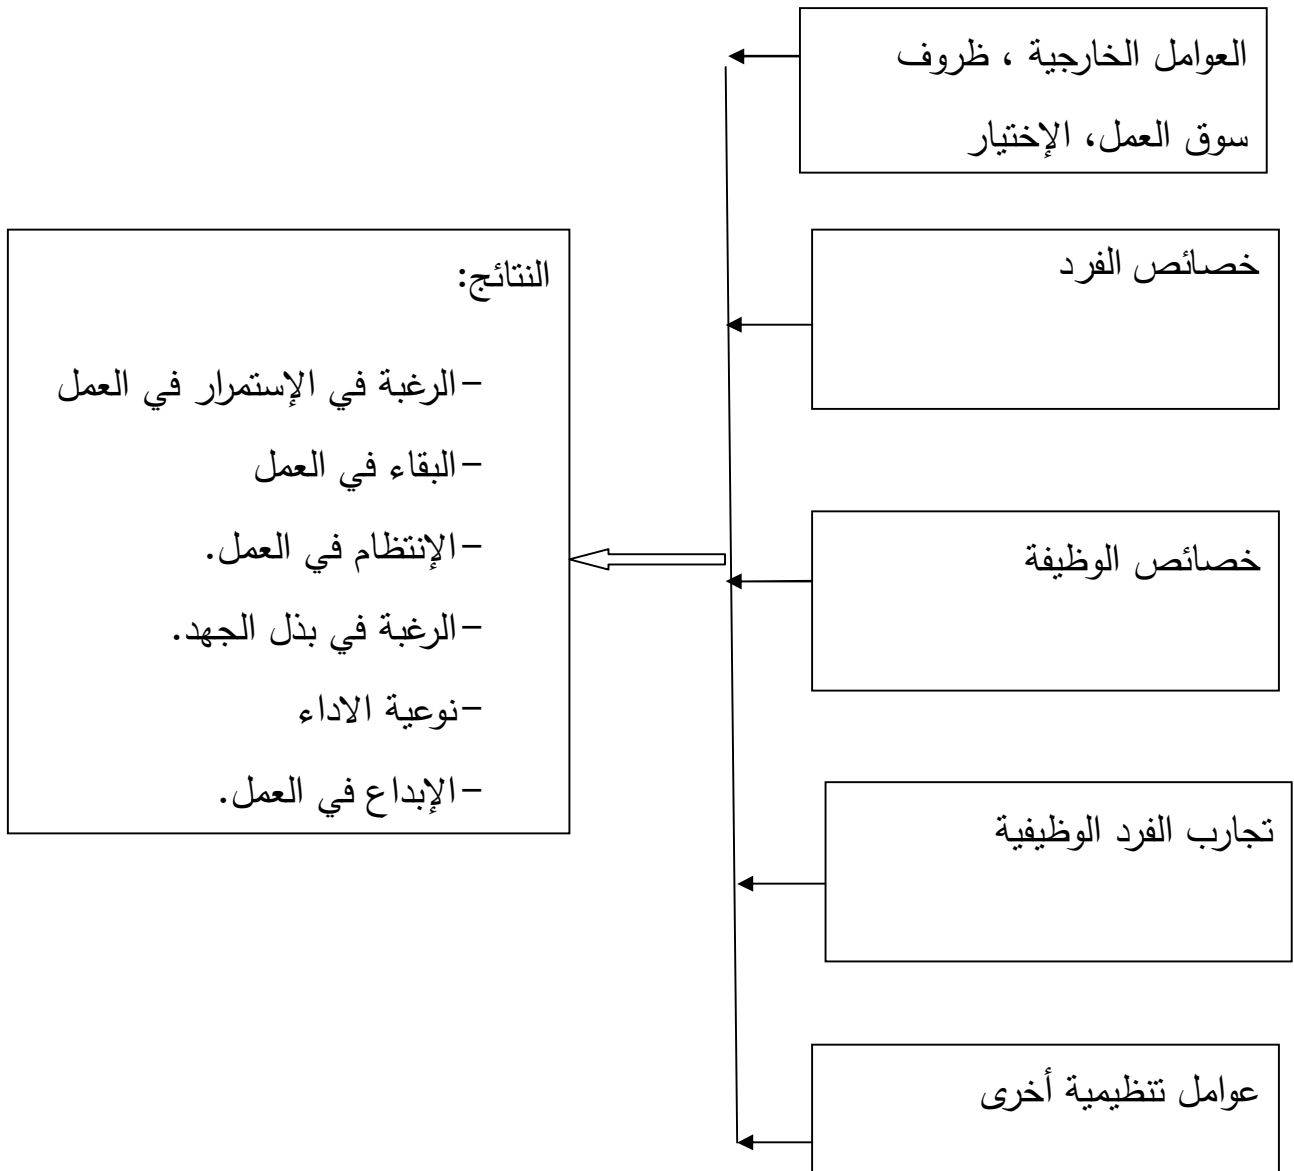 العوامل الخارجية ، ظروف
سوق العمل، الإختيار
خصائص الفرد
خصائص الوظيفة
تجارب الفرد الوظيفية
عوامل تنظيمية أخرى
النتائج:
-الرغبة في الإستمرار في العمل
-البقاء في العمل
-الإنتظام في العمل.
-الرغبة في بذل الجهد.
-نوعية الاداء
-الإبداع في العمل.